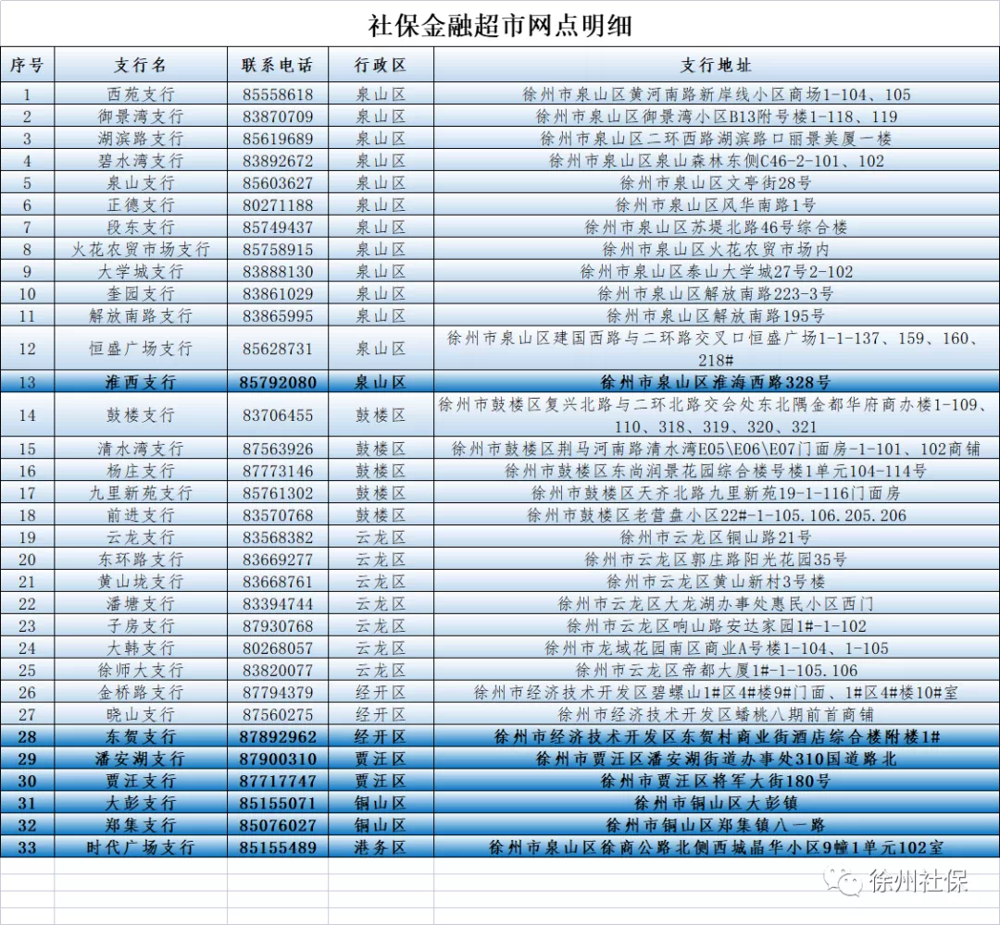 社保金融超市网点明细
序号 支行名 联系电话 行政区 支行地址
1 西苑支行 85558618 泉山区 徐州市泉山区黄河南路新岸线小区商场1-104、105
2 御景湾支行 83870709 泉山区 徐州市泉山区御景湾小区B13附号楼1-118、119
3 湖滨路支行 85619689 泉山区 徐州市泉山区二环西路湖滨路口丽景美厦一楼
4 碧水湾支行 83892672 泉山区 徐州市泉山区泉山森林东侧C46-2-101、102
5 泉山支行 85603627 泉山区 徐州市泉山区文亭街28号
6 正德支行 80271188 泉山区 徐州市泉山区风华南路1号
7 段东支行 85749437 泉山区 徐州市泉山区苏堤北路46号综合楼
8 火花农贸市场支行 85758915 泉山区 徐州市泉山区火花农贸市场内
9 大学城支行 83888130 泉山区 徐州市泉山区泰山大学城27号2-102
10 奎园支行 83861029 泉山区 徐州市泉山区解放南路223-3号
11 解放南路支行 83865995 泉山区 徐州市泉山区解放南路195号
12 恒盛广场支行 85628731 泉山区 徐州市泉山区建国西路与二环路交叉口恒盛广场1-1-137、159、160、
218#
13 淮西支行 85792080 泉山区 徐州市泉山区淮海西路328号
14 鼓楼支行 83706455 鼓楼区 徐州市鼓楼区复兴北路与二环北路交会处东北隅金都华府商办楼1-109、
110、318、319、320、321
15 清水湾支行 87563926 鼓楼区 徐州市鼓楼区荆马河南路清水湾E05\E06\E07门面房-1-101、102商铺
16 杨庄支行 87773146 鼓楼区 徐州市鼓楼区东尚润景花园综合楼号楼1单元104-114号
17 九里新苑支行 85761302 鼓楼区 徐州市鼓楼区天齐北路九里新苑19-1-116门面房
18 前进支行 83570768 鼓楼区 徐州市鼓楼区老营盘小区22#-1-105.106.205.206
19 云龙支行 83568382 云龙区 徐州市云龙区铜山路21号
20 东环路支行 83669277 云龙区 徐州市云龙区郭庄路阳光花园35号
21 黄山垅支行 83668761 云龙区 徐州市云龙区黄山新村3号楼
22 潘塘支行 83394744 云龙区 徐州市云龙区大龙湖办事处惠民小区西门
23 子房支行 87930768 云龙区 徐州市云龙区响山路安达家园1#-1-102
24 大韩支行 80268057 云龙区 徐州市龙域花园南区商业A号楼1-104、1-105
25 徐师大支行 83820077 云龙区 徐州市云龙区帝都大厦1#-1-105.106
26 金桥路支行 87794379 经开区 徐州市经济技术开发区碧螺山1#区4#楼9#门面、1#区4#楼10#室
27 晓山支行 87560275 经开区 徐州市经济技术开发区蟠桃八期前首商铺
28 东贺支行 87892962 经开区 徐州市经济技术开发区东贺村商业街酒店综合楼附楼1#
29 潘安湖支行 87900310 贾汪区 徐州市贾汪区潘安湖街道办事处310国道路北
30 贾汪支行 87717747 贾汪区 徐州市贾汪区将军大街180号
31 大彭支行 85155071 铜山区 徐州市铜山区大彭镇
32 郑集支行 85076027 铜山区 徐州市铜山区郑集镇八一路
33 时代广场支行 85155489 港务区 徐州市泉山区徐商公路北侧西城晶华小区9幢1单元102室
徐州社保